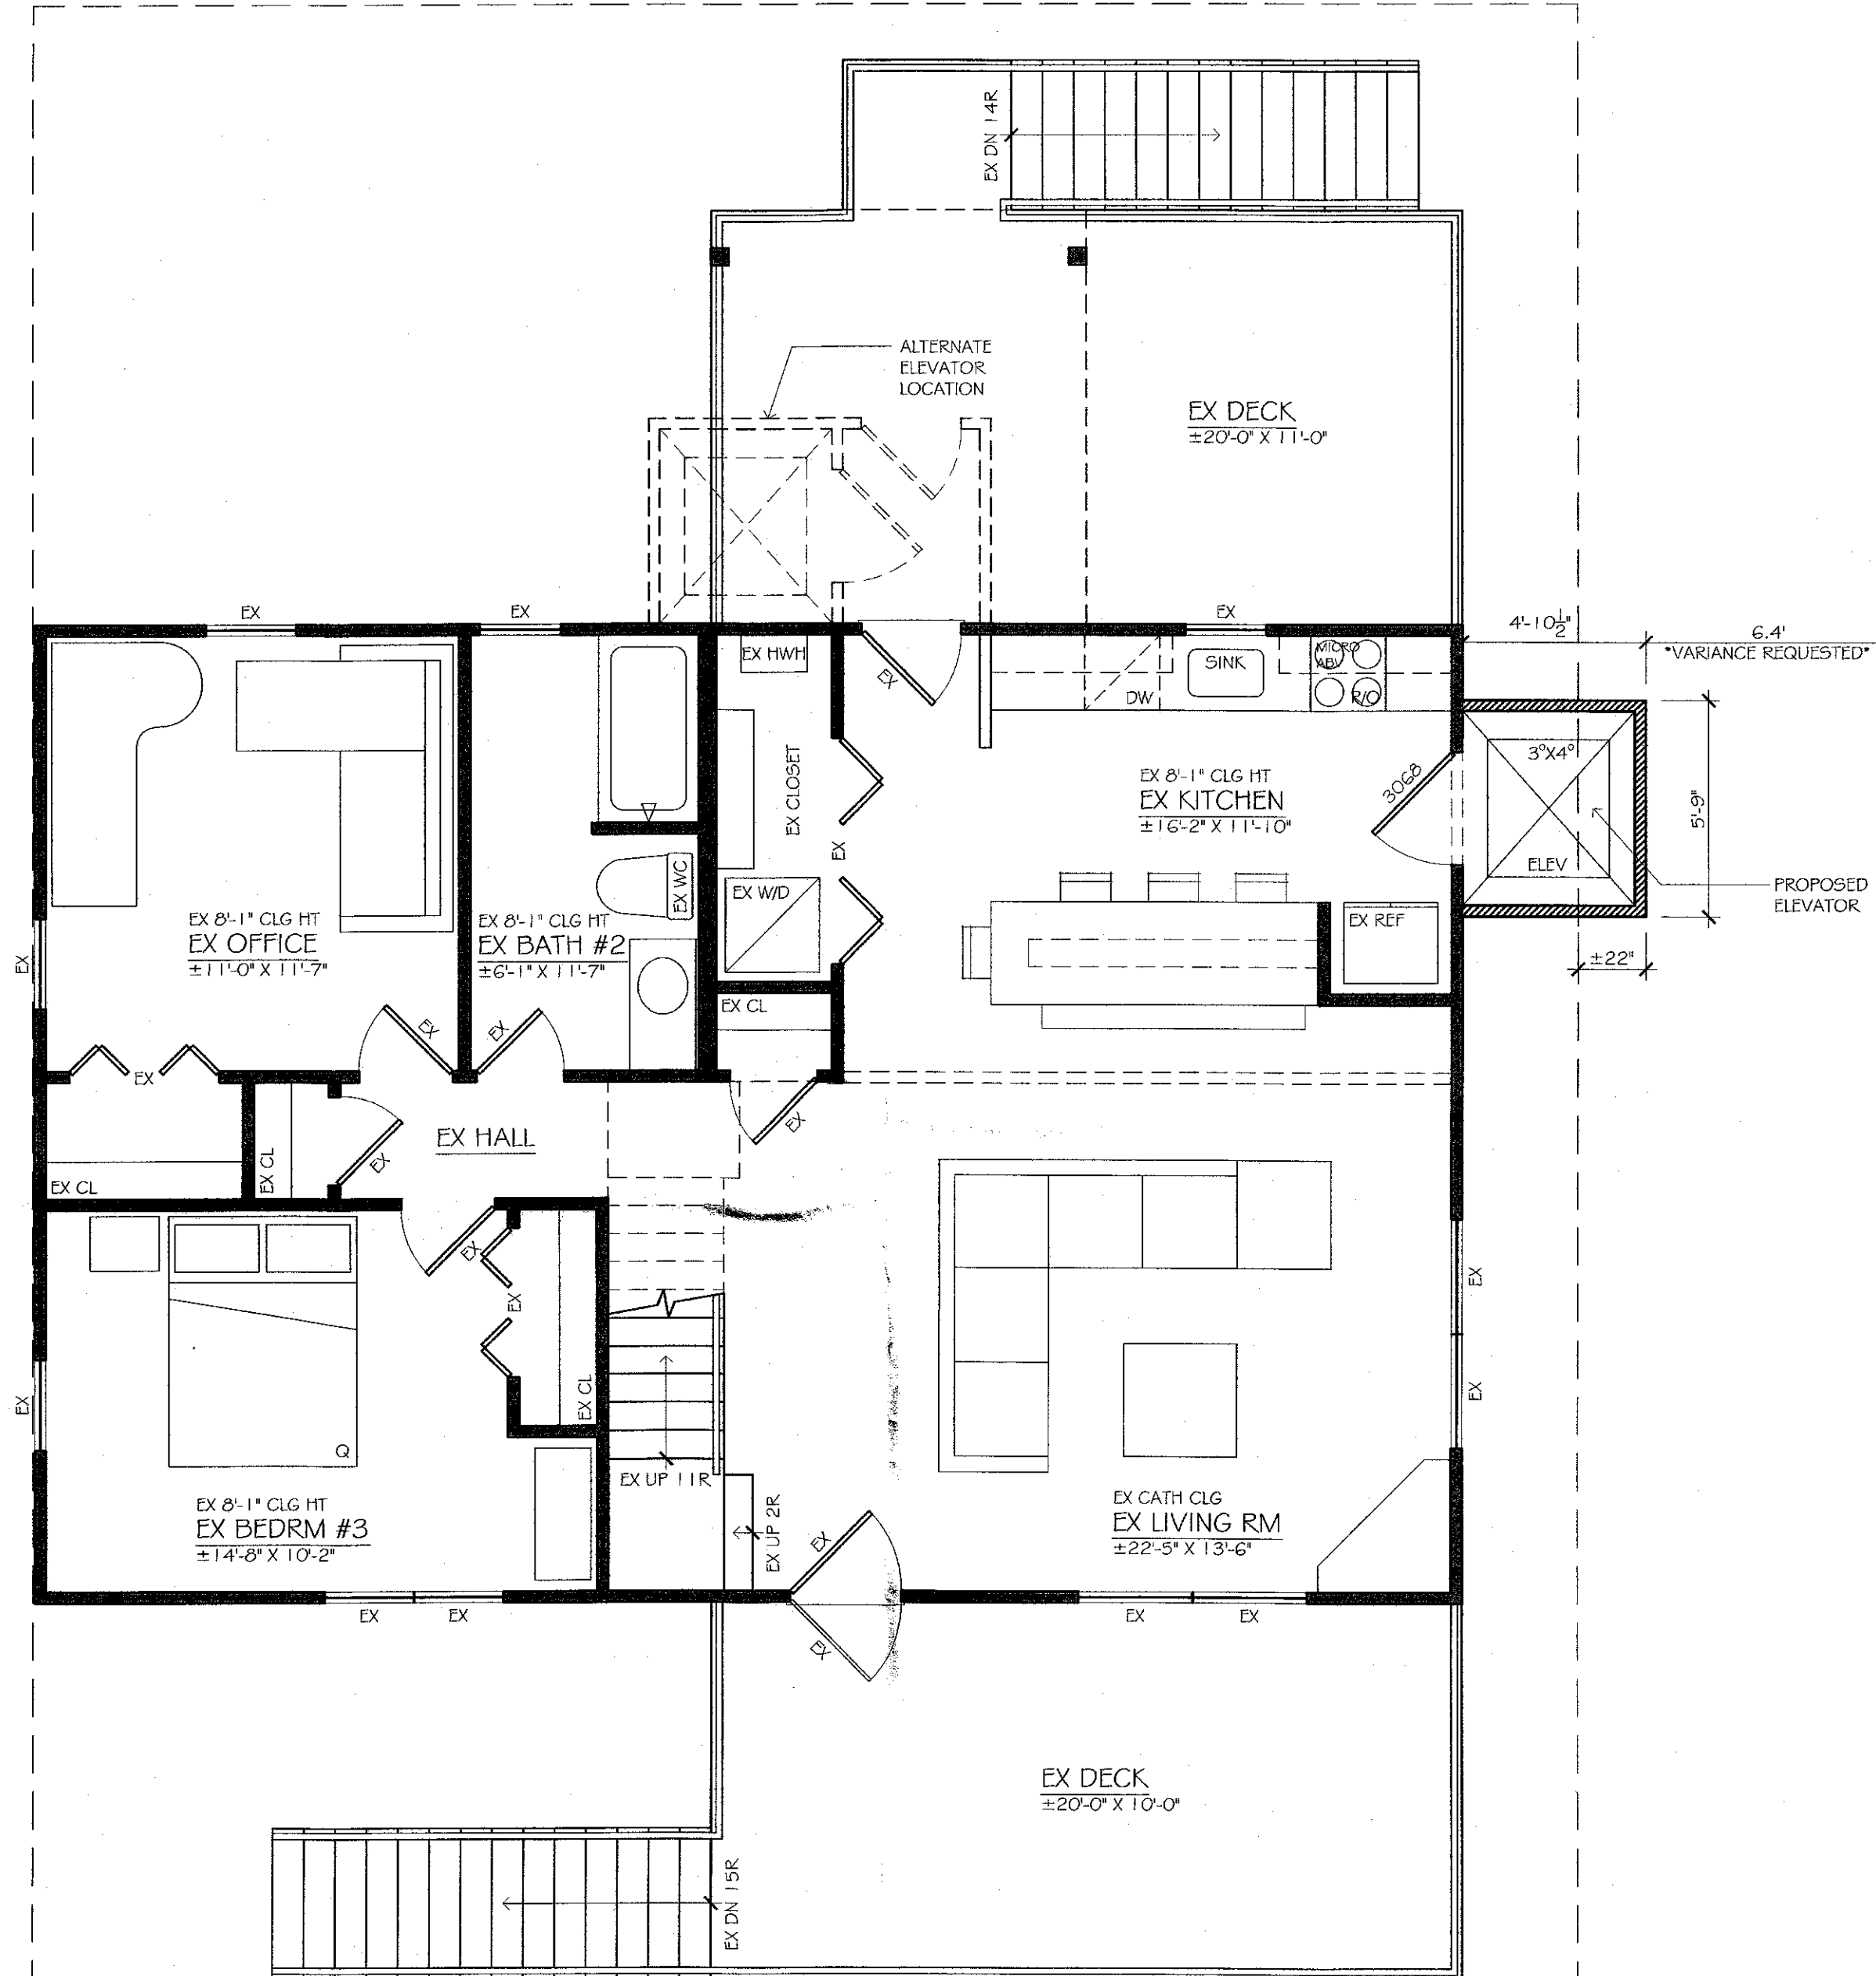 EX DN 14R
ALTERNATE
ELEVATOR
LOCATION
EX DECK
±20'-0" X 11'-0"
EX
EX
EX
4'-10½"
6.4'
*VARIANCE REQUESTED*
EX HWH
EX
SINK
MICRO
ABV
DW
R/O
3°X4°
EX CLOSET
EX 8'-1" CLG HT
EX KITCHEN
±16'-2" X 11'-10"
3068
5'-9"
EX
ELEV
PROPOSED
ELEVATOR
EX WC
EX W/D
EX REF
EX 8'-1" CLG HT
EX OFFICE
±11'-0" X 11'-7"
EX 8'-1" CLG HT
EX BATH #2
±6'-1" X 11'-7"
EX
±22"
EX CL
EX
EX
EX
EX
EX HALL
EX CL
EX CL
EX
EX
EX
EX
EX
EX
EX
Q
EX CL
EX UP 11R
EX UP 2R
EX 8'-1" CLG HT
EX BEDRM #3
±14'-8" X 10'-2"
EX
EX CATH CLG
EX LIVING RM
±22'-5" X 13'-6"
EX
EX
EX
EX
EX
EX DECK
±20'-0" X 10'-0"
EX DN 15R